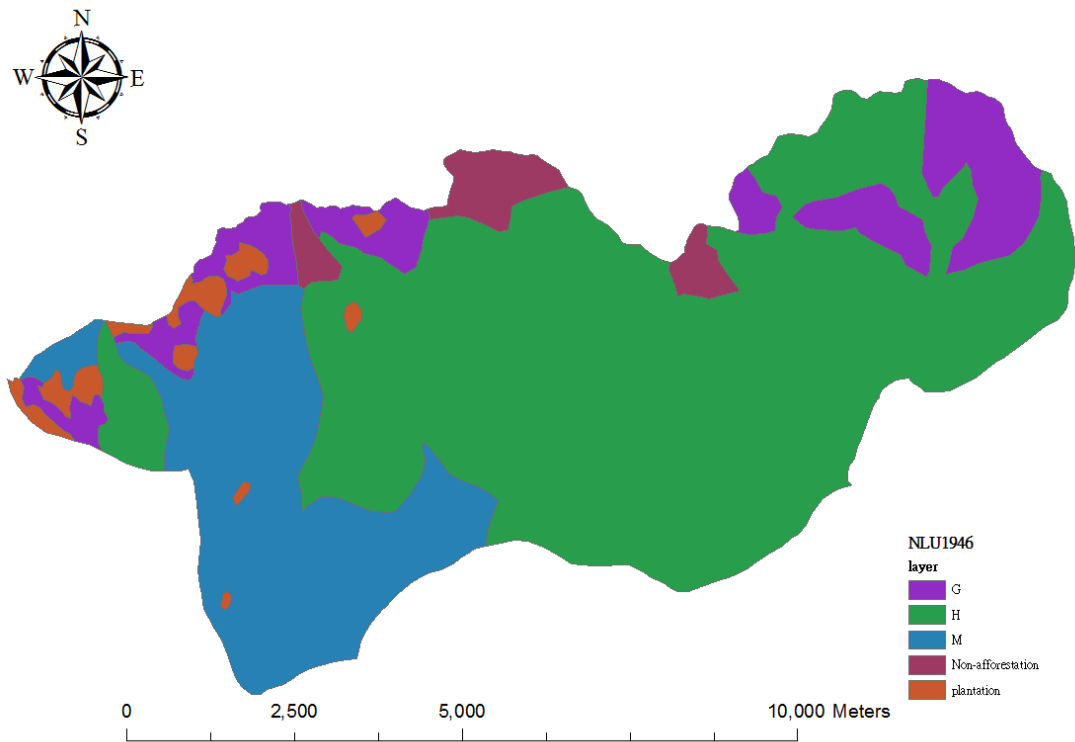 N
W E
S
NLU1946
layer
G
H
M
Non-afforestation
plantation
0 2,500 5,000 10,000 Meters